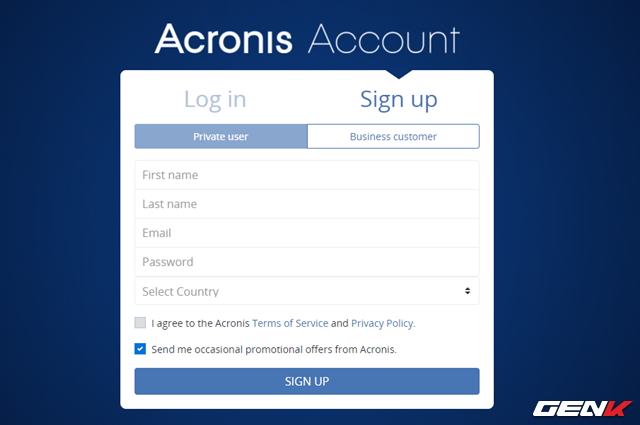 Acronis Account
Log in
Sign up
Private user
Business customer
First name
Last name
Email
Password
Select Country
I agree to the Acronis Terms of Service and Privacy Policy.
Send me occasional promotional offers from Acronis.
SIGN UP
GENK